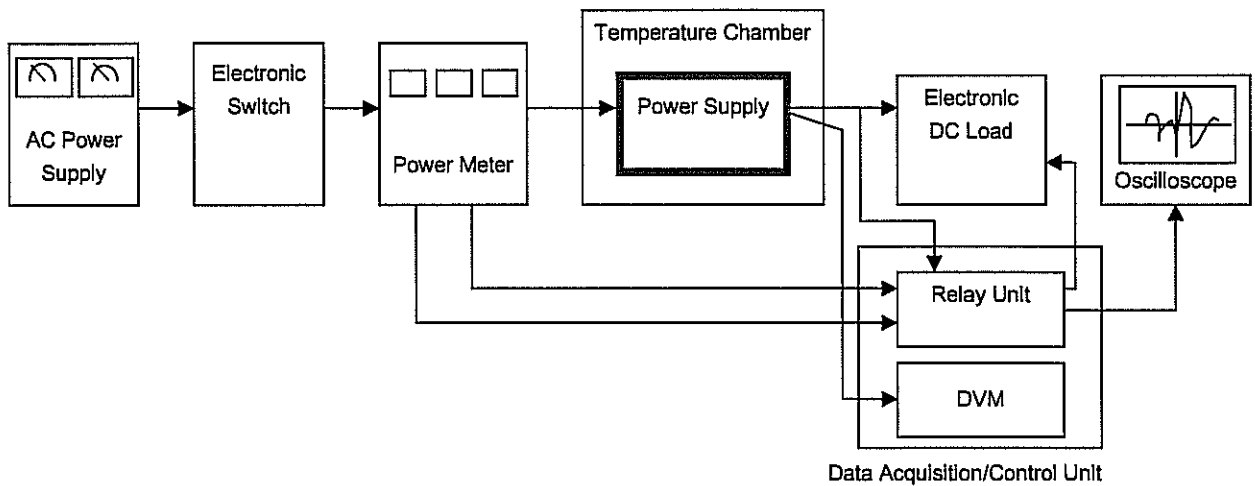 Temperature Chamber
AC Power
Supply
Electronic
Switch
Power Meter
Power Supply
Electronic
DC Load
Oscilloscope
Relay Unit
DVM
Data Acquisition/Control Unit